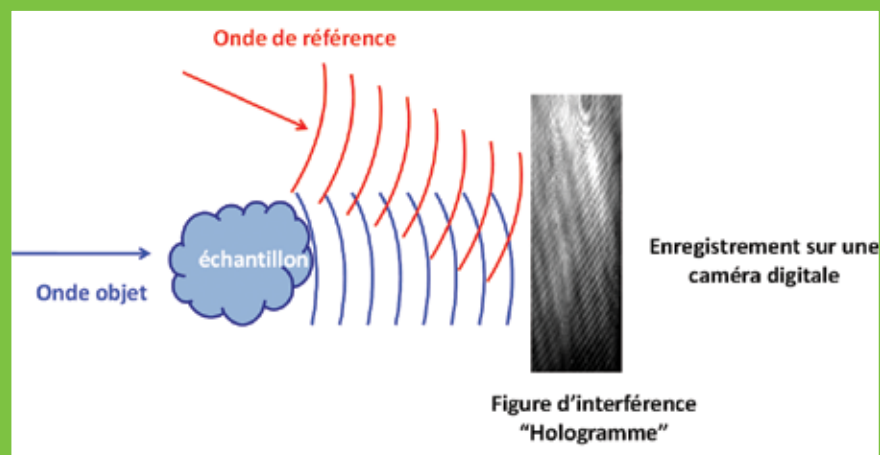 Onde de référence
échantillon
Onde objet
Enregistrement sur une
caméra digitale
Figure d'interférence
“Hologramme”